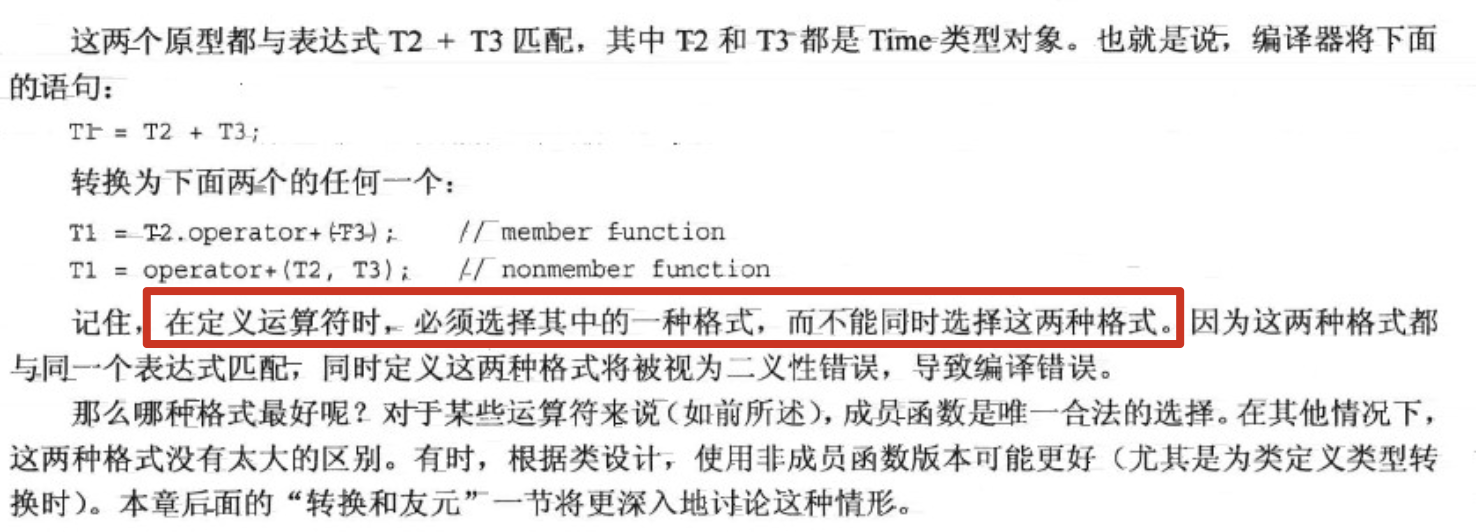 这两个原型都与表达式 T2 + T3 匹配，其中 T2 和 T3 都是 Time 类型对象。也就是说，编译器将下面
的语句：
T1 = T2 + T3;
转换为下面两个的任何一个：
T1 = T2.operator+(T3); // member function
T1 = operator+(T2, T3); // nonmember function
记住，在定义运算符时，必须选择其中的一种格式，而不能同时选择这两种格式。因为这两种格式都
与同一个表达式匹配，同时定义这两种格式将被视为二义性错误，导致编译错误。
那么哪种格式最好呢？对于某些运算符来说（如前所述），成员函数是唯一合法的选择。在其他情况下，
这两种格式没有太大的区别。有时，根据类设计，使用非成员函数版本可能更好（尤其是为类定义类型转
换时）。本章后面的“转换和友元”一节将更深入地讨论这种情形。